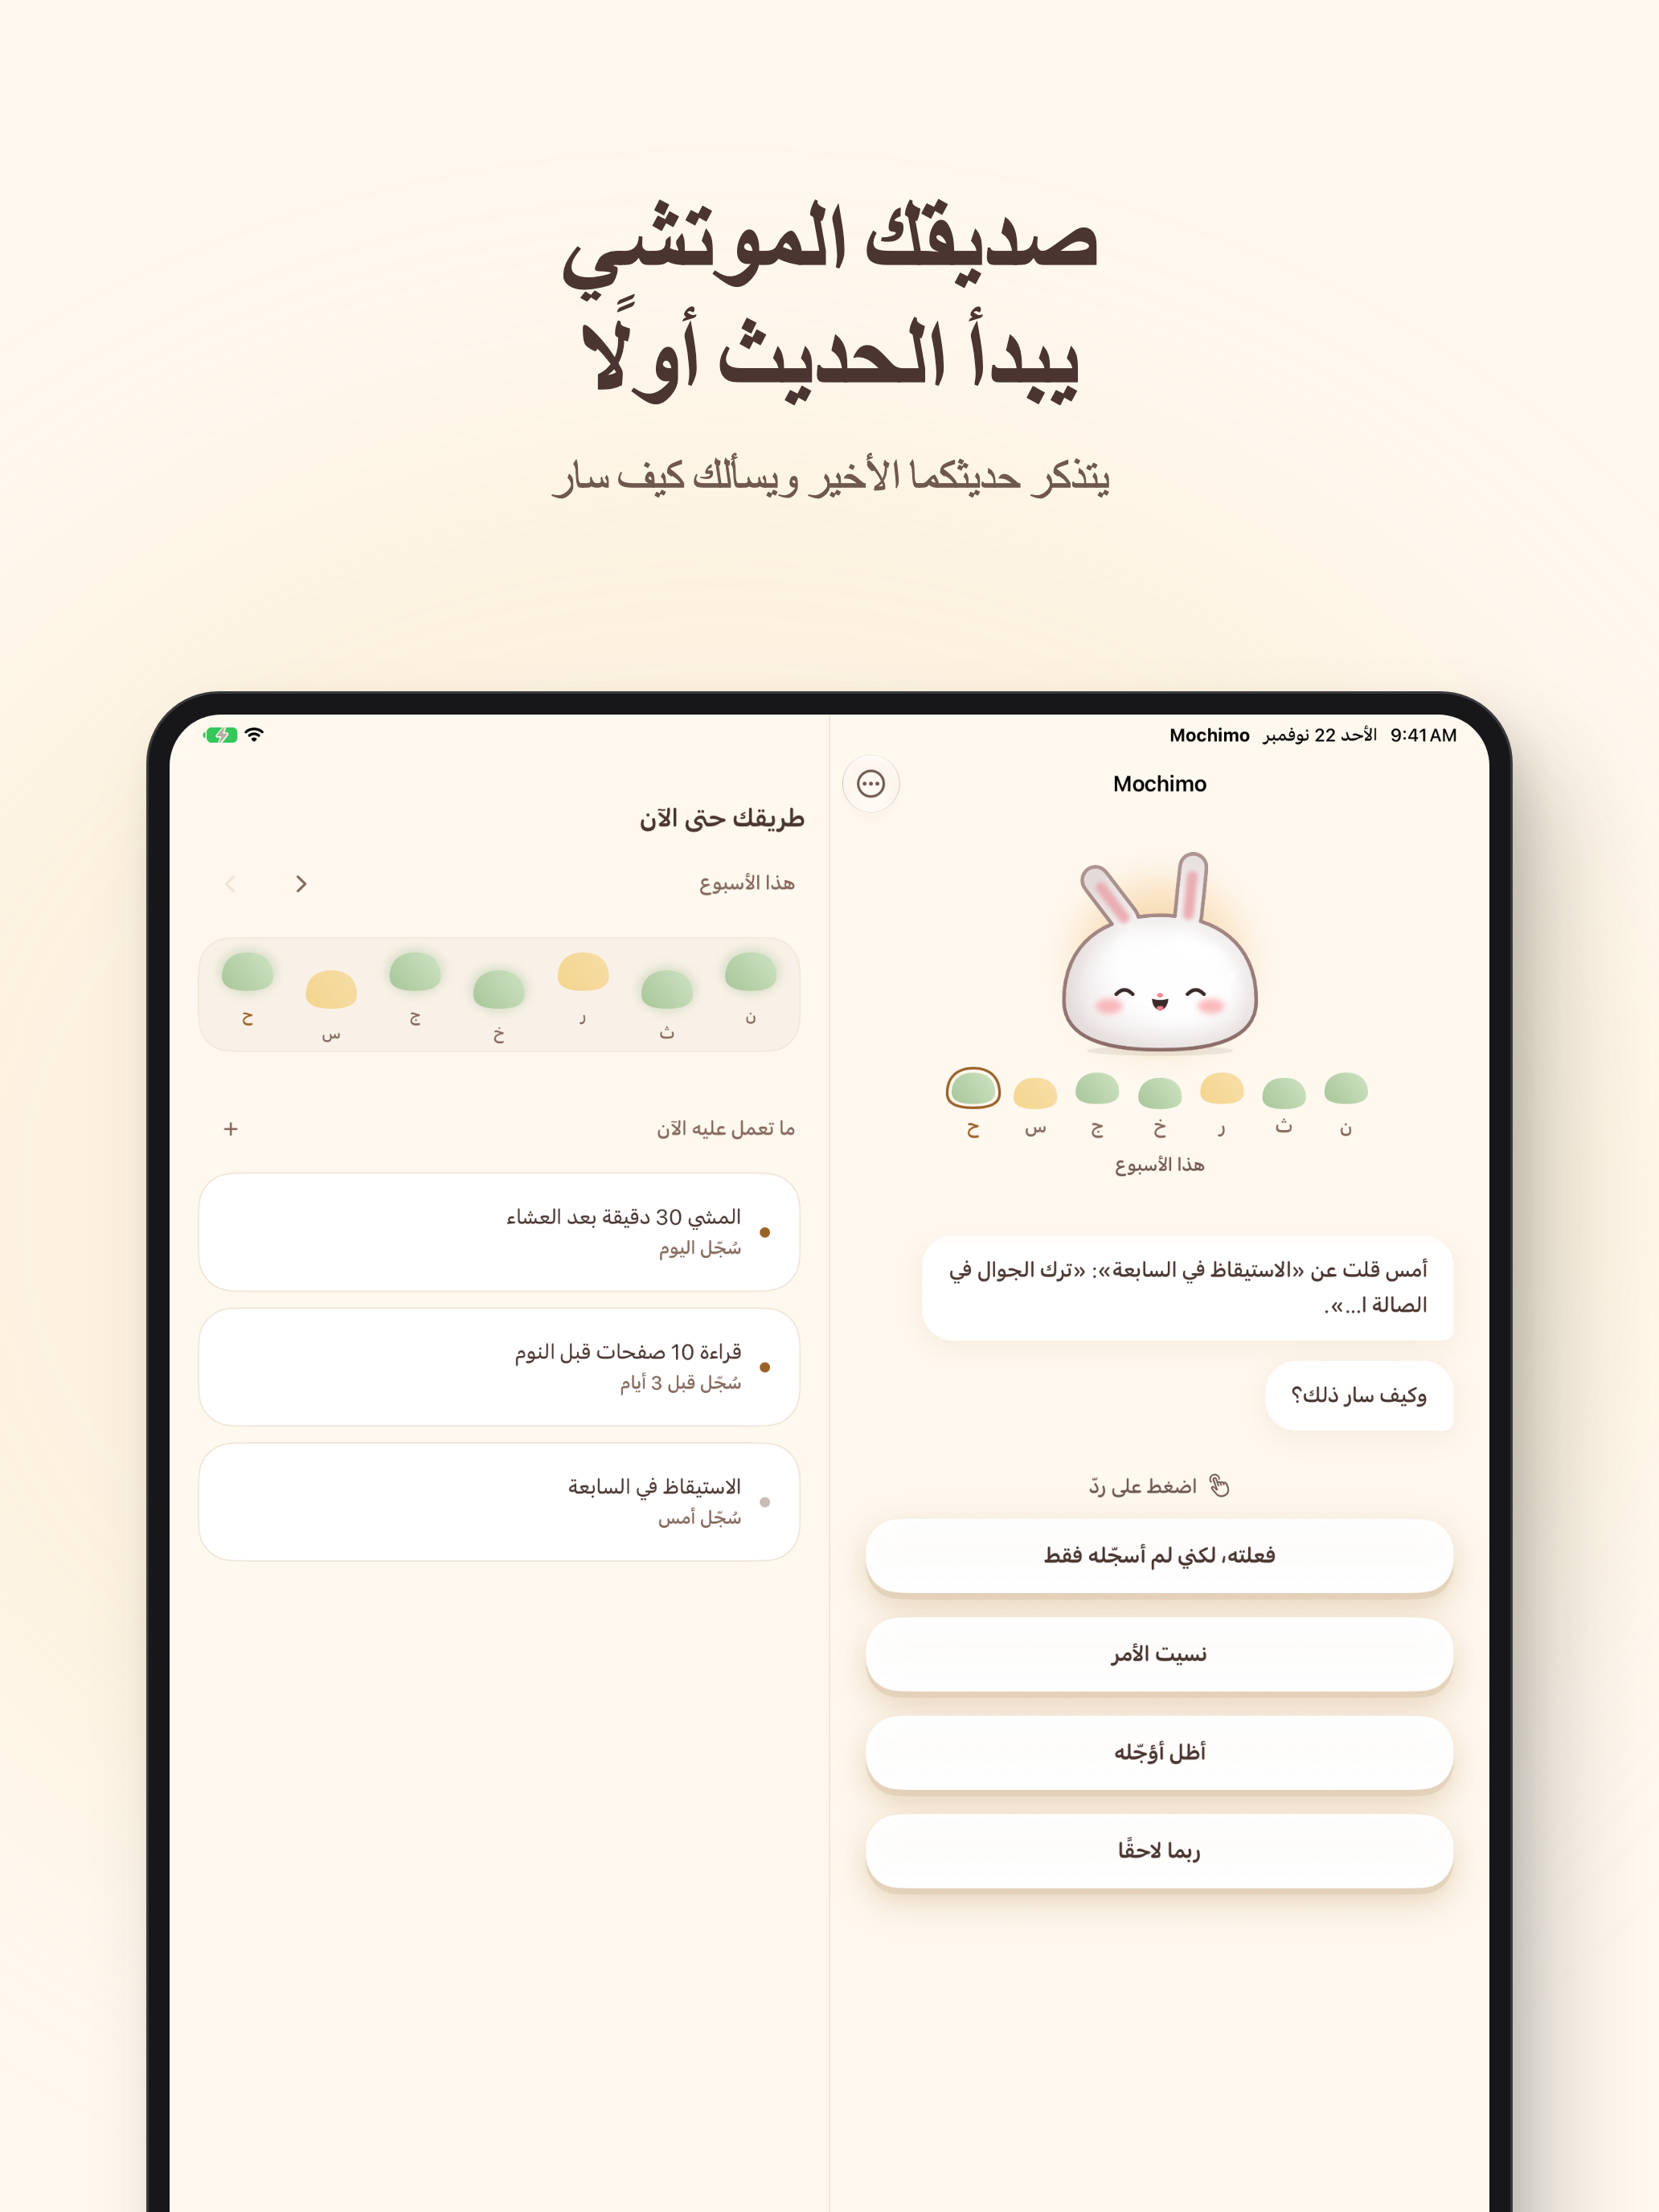 صديقك الموتشي
يبدأ الحديث أولًا
يتذكر حديثكما الأخير ويسألك كيف سار
9:41 AM الأحد 22 نوفمبر Mochimo
Mochimo
ن ث ر خ ج س ح
هذا الأسبوع
أمس قلت عن «الاستيقاظ في السابعة»: «ترك الجوال في
الصالة ا…».
وكيف سار ذلك؟
اضغط على ردّ
فعلته، لكني لم أسجّله فقط
نسيت الأمر
أظل أؤجّله
ربما لاحقًا
طريقك حتى الآن
هذا الأسبوع
ن ث ر خ ج س ح
ما تعمل عليه الآن
المشي 30 دقيقة بعد العشاء
سُجّل اليوم
قراءة 10 صفحات قبل النوم
سُجّل قبل 3 أيام
الاستيقاظ في السابعة
سُجّل أمس